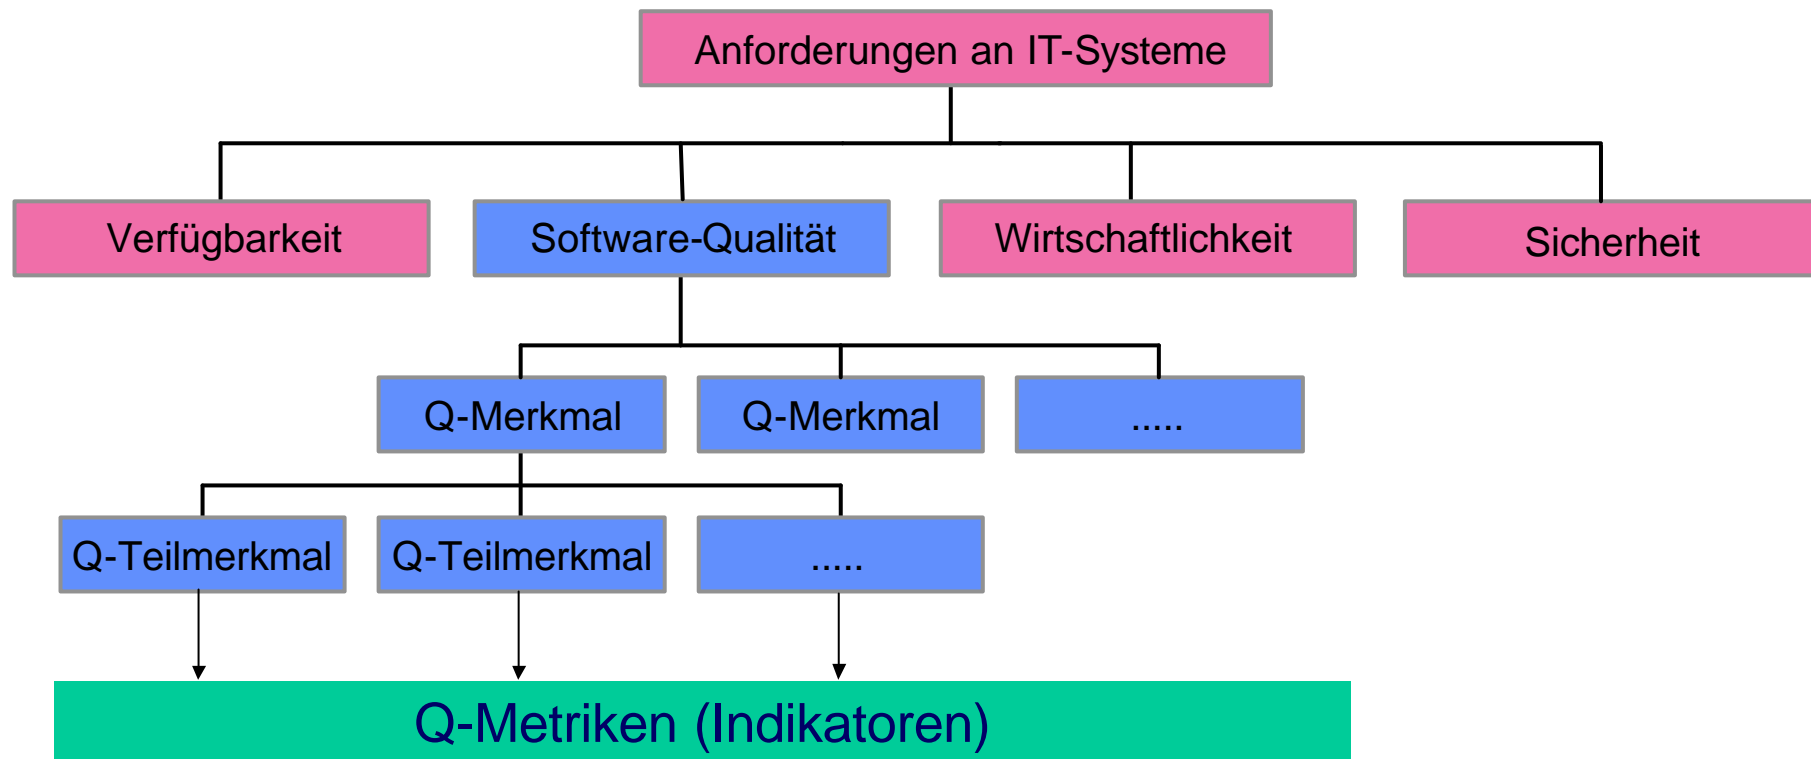 Anforderungen an IT-Systeme
Verfügbarkeit
Software-Qualität
Wirtschaftlichkeit
Sicherheit
Q-Merkmal
Q-Merkmal
.....
Q-Teilmerkmal
Q-Teilmerkmal
.....
Q-Metriken (Indikatoren)